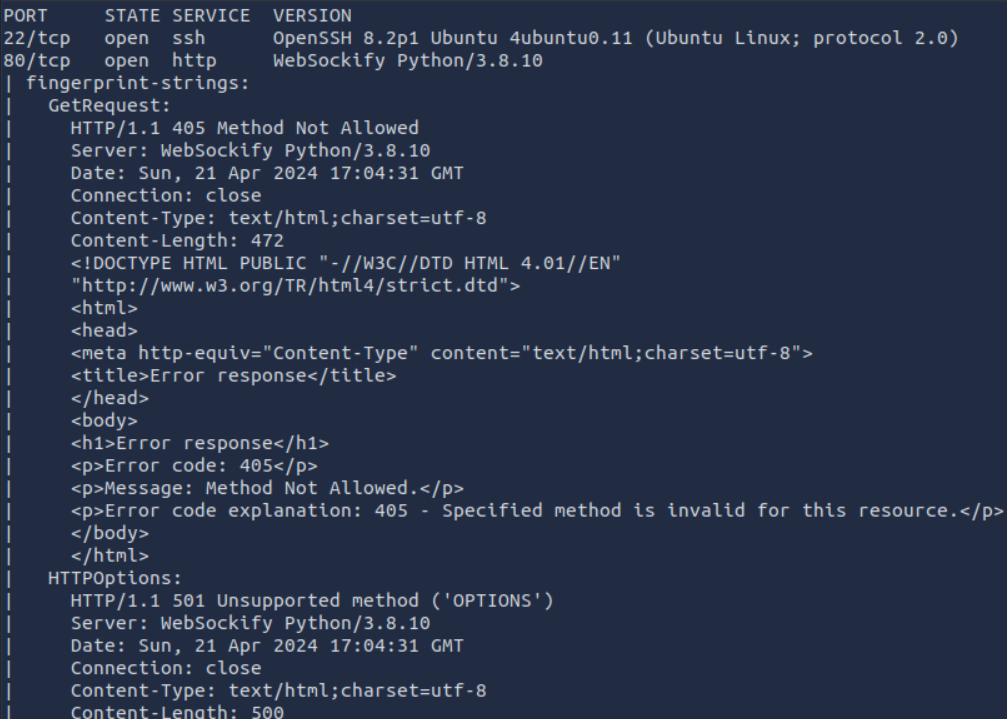 PORT STATE SERVICE VERSION
22/tcp open ssh OpenSSH 8.2p1 Ubuntu 4ubuntu0.11 (Ubuntu Linux; protocol 2.0)
80/tcp open http WebSockify Python/3.8.10
| fingerprint-strings:
| GetRequest:
| HTTP/1.1 405 Method Not Allowed
| Server: WebSockify Python/3.8.10
| Date: Sun, 21 Apr 2024 17:04:31 GMT
| Connection: close
| Content-Type: text/html;charset=utf-8
| Content-Length: 472
| <!DOCTYPE HTML PUBLIC "-//W3C//DTD HTML 4.01//EN"
| "http://www.w3.org/TR/html4/strict.dtd">
| <html>
| <head>
| <meta http-equiv="Content-Type" content="text/html;charset=utf-8">
| <title>Error response</title>
| </head>
| <body>
| <h1>Error response</h1>
| <p>Error code: 405</p>
| <p>Message: Method Not Allowed.</p>
| <p>Error code explanation: 405 - Specified method is invalid for this resource.</p>
| </body>
| </html>
| HTTPOptions:
| HTTP/1.1 501 Unsupported method ('OPTIONS')
| Server: WebSockify Python/3.8.10
| Date: Sun, 21 Apr 2024 17:04:31 GMT
| Connection: close
| Content-Type: text/html;charset=utf-8
| Content-Length: 500